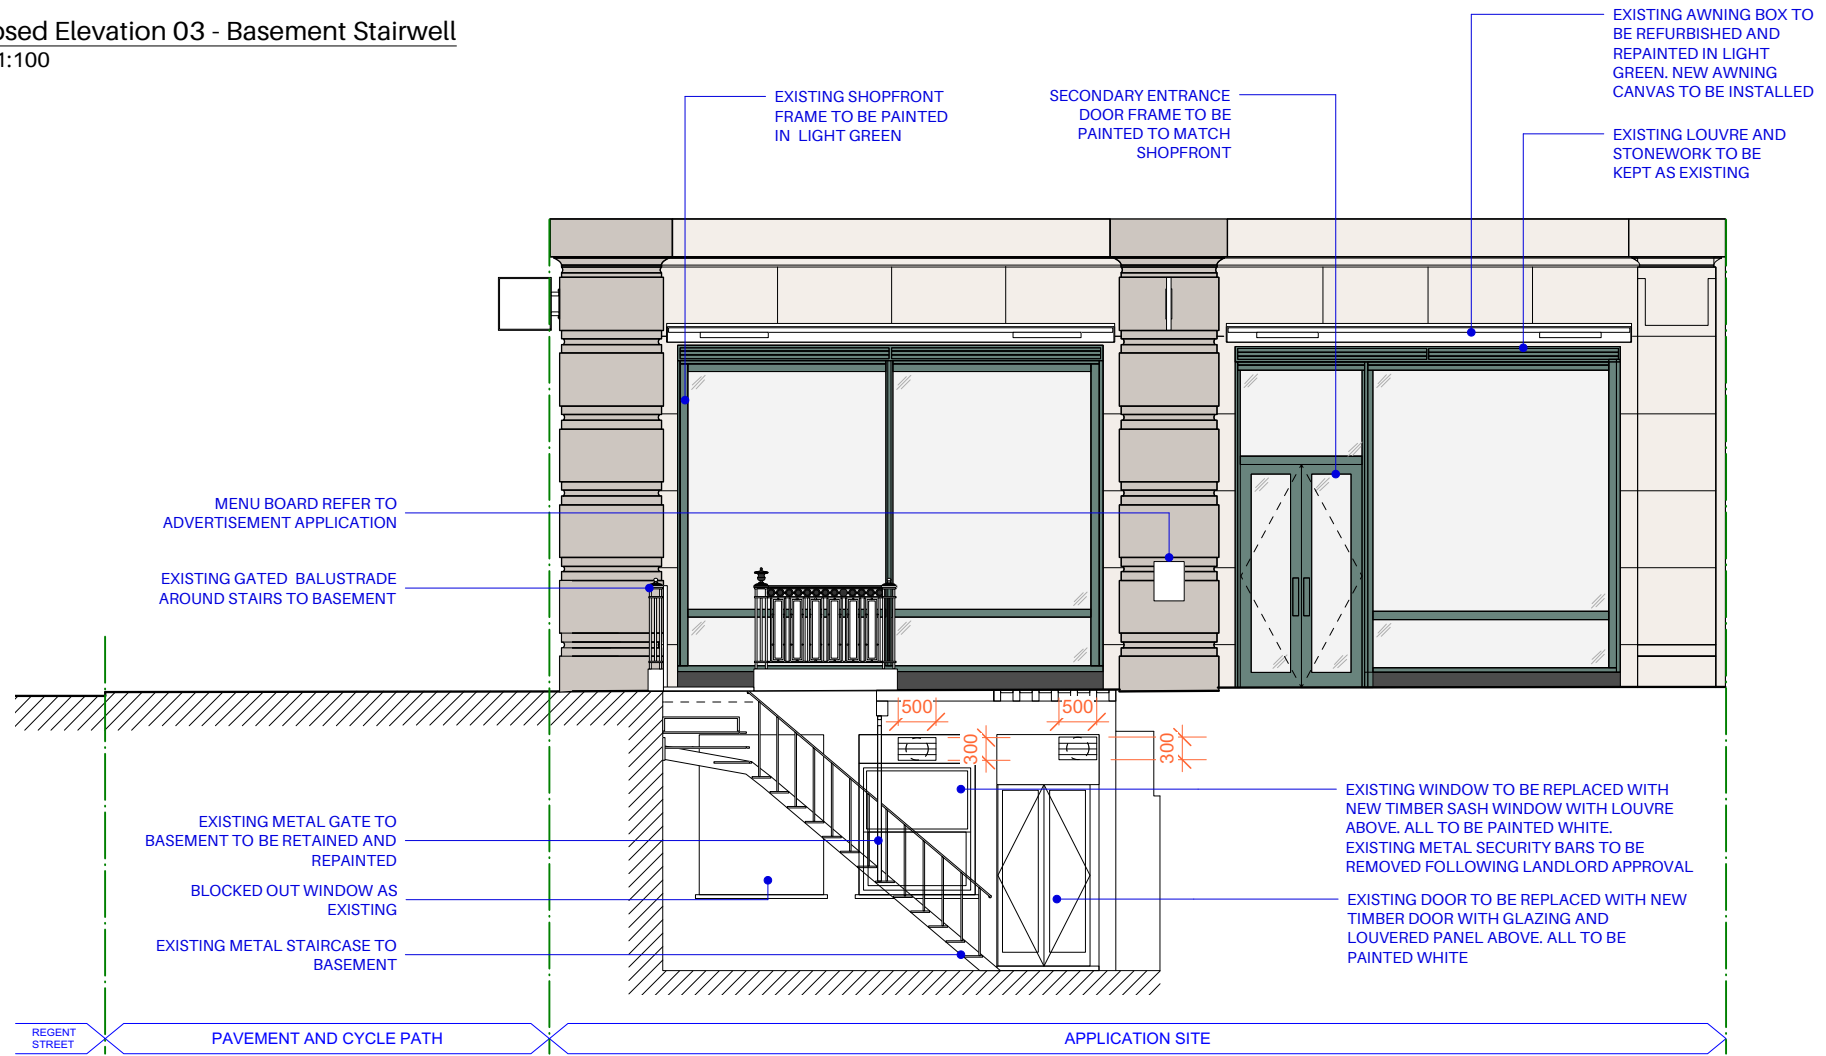 osed Elevation 03 - Basement Stairwell
1:100
EXISTING AWNING BOX TO
BE REFURBISHED AND
REPAINTED IN LIGHT
GREEN. NEW AWNING
CANVAS TO BE INSTALLED
EXISTING SHOPFRONT
FRAME TO BE PAINTED
IN LIGHT GREEN
SECONDARY ENTRANCE
DOOR FRAME TO BE
PAINTED TO MATCH
SHOPFRONT
EXISTING LOUVRE AND
STONEWORK TO BE
KEPT AS EXISTING
MENU BOARD REFER TO
ADVERTISEMENT APPLICATION
EXISTING GATED BALUSTRADE
AROUND STAIRS TO BASEMENT
500
500
300
300
EXISTING METAL GATE TO
BASEMENT TO BE RETAINED AND
REPAINTED
BLOCKED OUT WINDOW AS
EXISTING
EXISTING METAL STAIRCASE TO
BASEMENT
EXISTING WINDOW TO BE REPLACED WITH
NEW TIMBER SASH WINDOW WITH LOUVRE
ABOVE. ALL TO BE PAINTED WHITE.
EXISTING METAL SECURITY BARS TO BE
REMOVED FOLLOWING LANDLORD APPROVAL
EXISTING DOOR TO BE REPLACED WITH NEW
TIMBER DOOR WITH GLAZING AND
LOUVERED PANEL ABOVE. ALL TO BE
PAINTED WHITE
REGENT
STREET
PAVEMENT AND CYCLE PATH
APPLICATION SITE